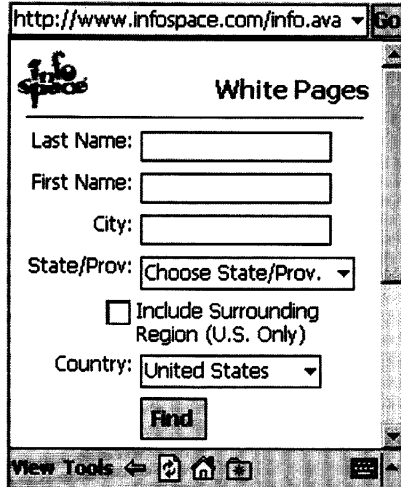 http://www.infospace.com/info.ava Go
info
space
White Pages
Last Name:
First Name:
City:
State/Prov: Choose State/Prov.
Include Surrounding
Region (U.S. Only)
Country: United States
Find
View Tools